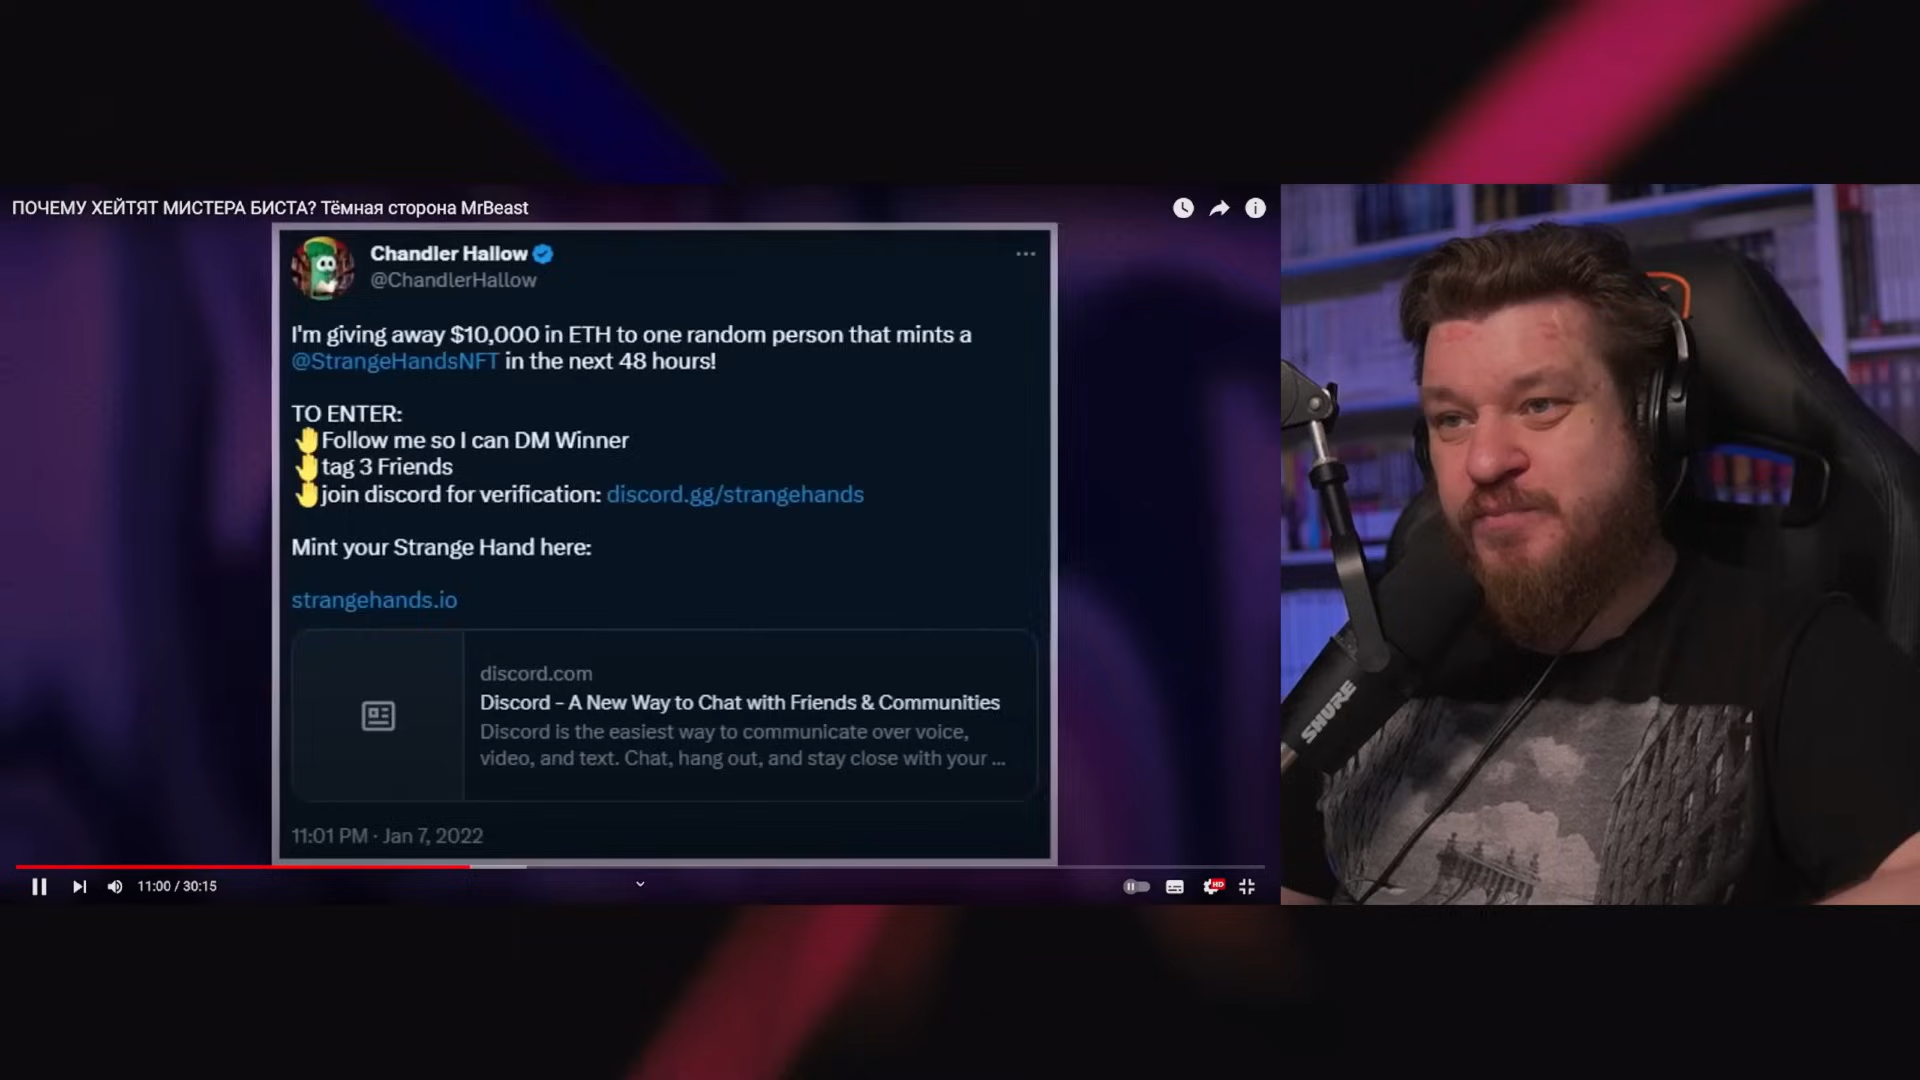 ПОЧЕМУ ХЕЙТЯТ МИСТЕРА БИСТА? Тёмная сторона MrBeast
Chandler Hallow
@ChandlerHallow
I'm giving away $10,000 in ETH to one random person that mints a
@StrangeHandsNFT in the next 48 hours!
TO ENTER:
🤚Follow me so I can DM Winner
🤚tag 3 Friends
🤚join discord for verification: discord.gg/strangehands
Mint your Strange Hand here:
strangehands.io
discord.com
Discord - A New Way to Chat with Friends & Communities
Discord is the easiest way to communicate over voice,
video, and text. Chat, hang out, and stay close with your ...
11:01 PM · Jan 7, 2022
11:00 / 30:15
HD
SHURE